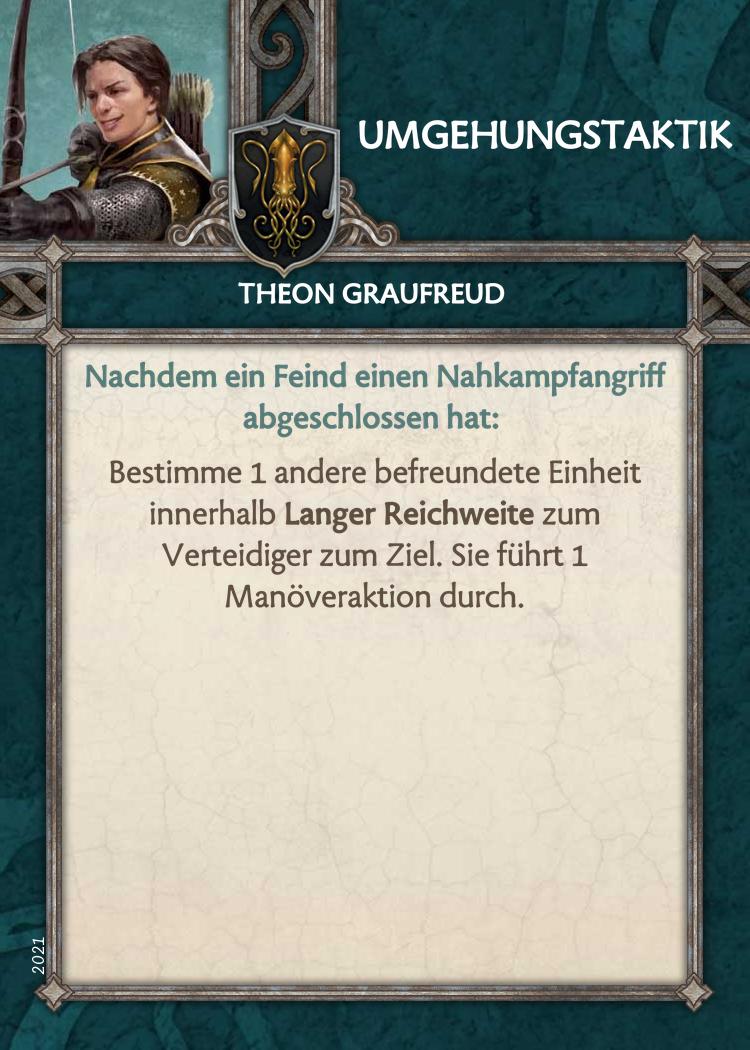 UMGEHUNGSTAKTIK
THEON GRAUFREUD
Nachdem ein Feind einen Nahkampfangriff
abgeschlossen hat:
Bestimme 1 andere befreundete Einheit
innerhalb Langer Reichweite zum
Verteidiger zum Ziel. Sie führt 1
Manöveraktion durch.
2021